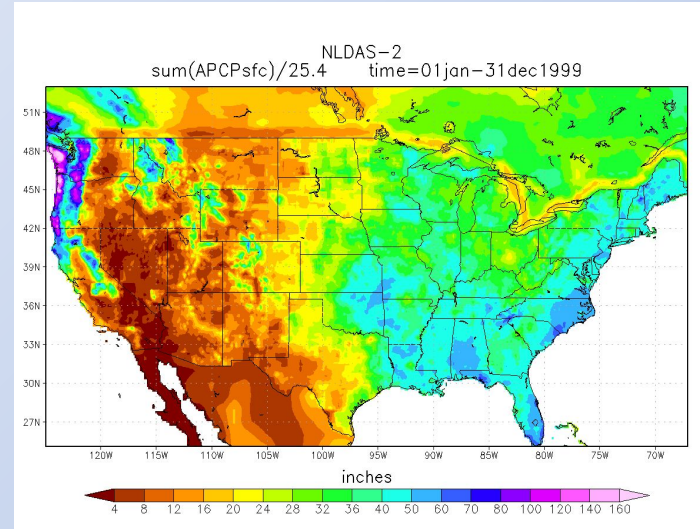 NLDAS-2
sum(APCPsfc)/25.4 time=01jan-31dec1999
51N
48N
45N
42N
39N
36N
33N
30N
27N
120W 115W 110W 105W 100W 95W 90W 85W 80W 75W 70W
inches
4 8 12 16 20 24 28 32 36 40 50 60 70 80 100 120 140 160